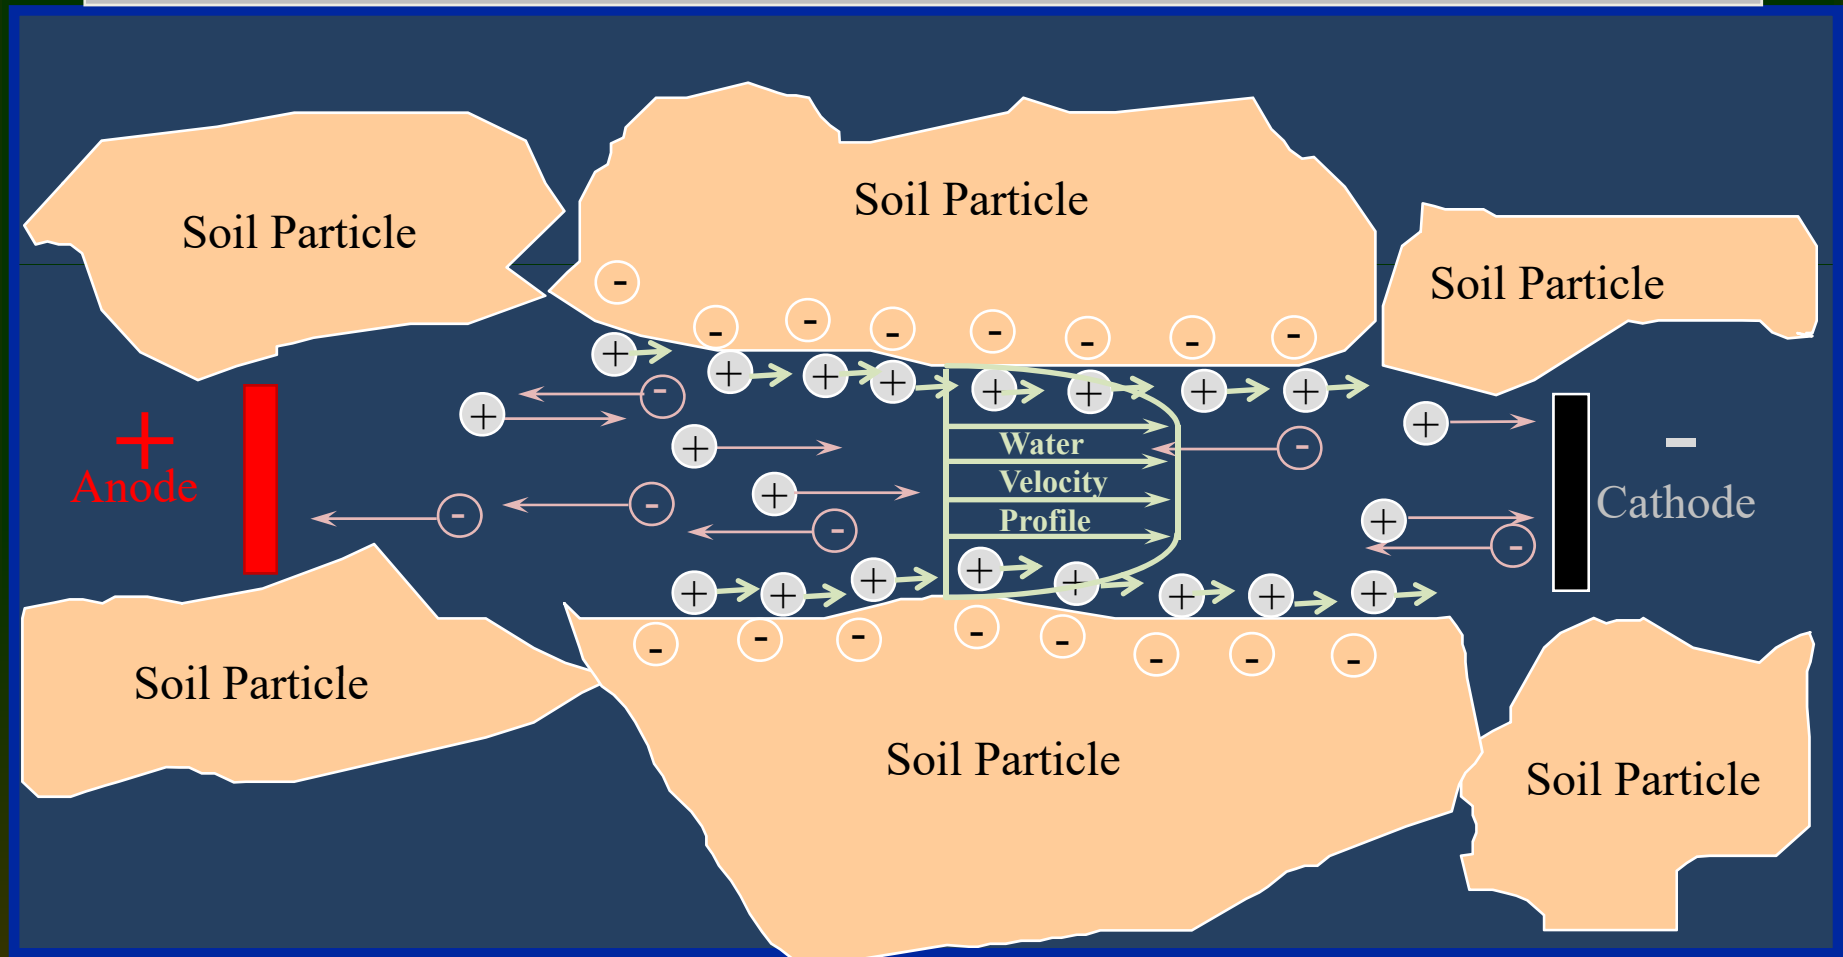 Soil Particle
Soil Particle
Soil Particle
+
Anode
Water
Velocity
Profile
-
Cathode
Soil Particle
Soil Particle
Soil Particle